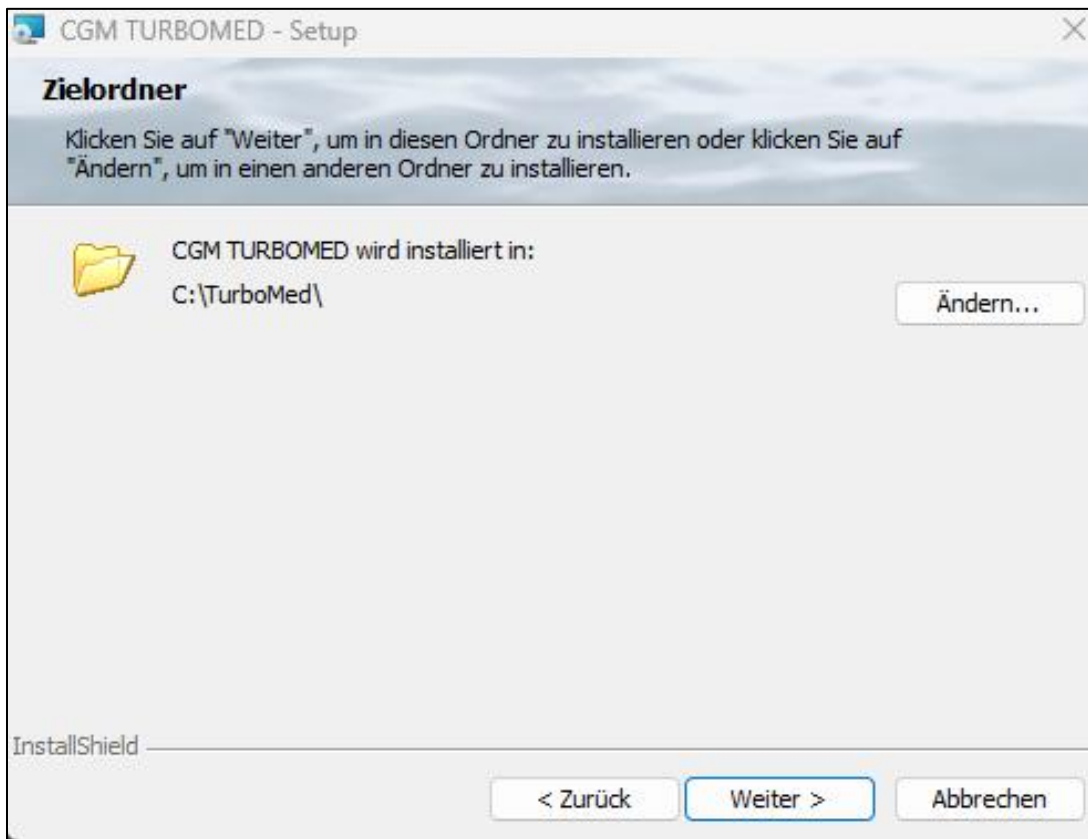 CGM TURBOMED - Setup
Zielordner
Klicken Sie auf "Weiter", um in diesen Ordner zu installieren oder klicken Sie auf
"Ändern", um in einen anderen Ordner zu installieren.
CGM TURBOMED wird installiert in:
C:\TurboMed\
Ändern...
InstallShield
< Zurück
Weiter >
Abbrechen